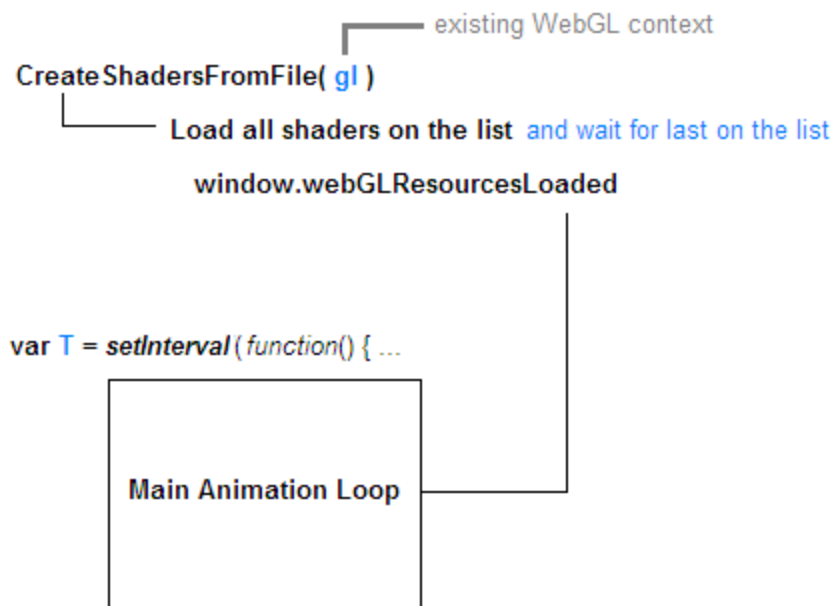 existing WebGL context
CreateShadersFromFile( gl )
Load all shaders on the list and wait for last on the list
window.webGLResourcesLoaded
var T = setInterval( function() { ...
Main Animation Loop